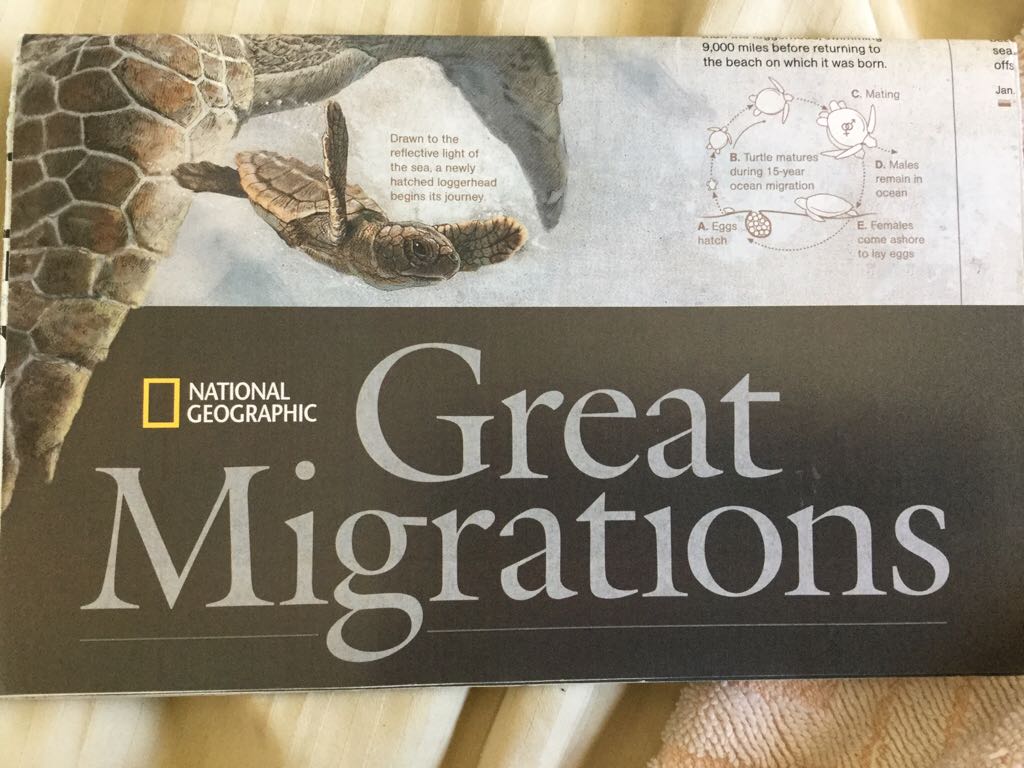 9,000 miles before returning to
the beach on which it was born.
sea.
offs
Jan.
Drawn to the
reflective light of
the sea, a newly
hatched loggerhead
begins its journey.
C. Mating
B. Turtle matures
during 15-year
ocean migration
D. Males
remain in
ocean
A. Eggs
hatch
E. Females
come ashore
to lay eggs
NATIONAL
GEOGRAPHIC
Great
Migrations